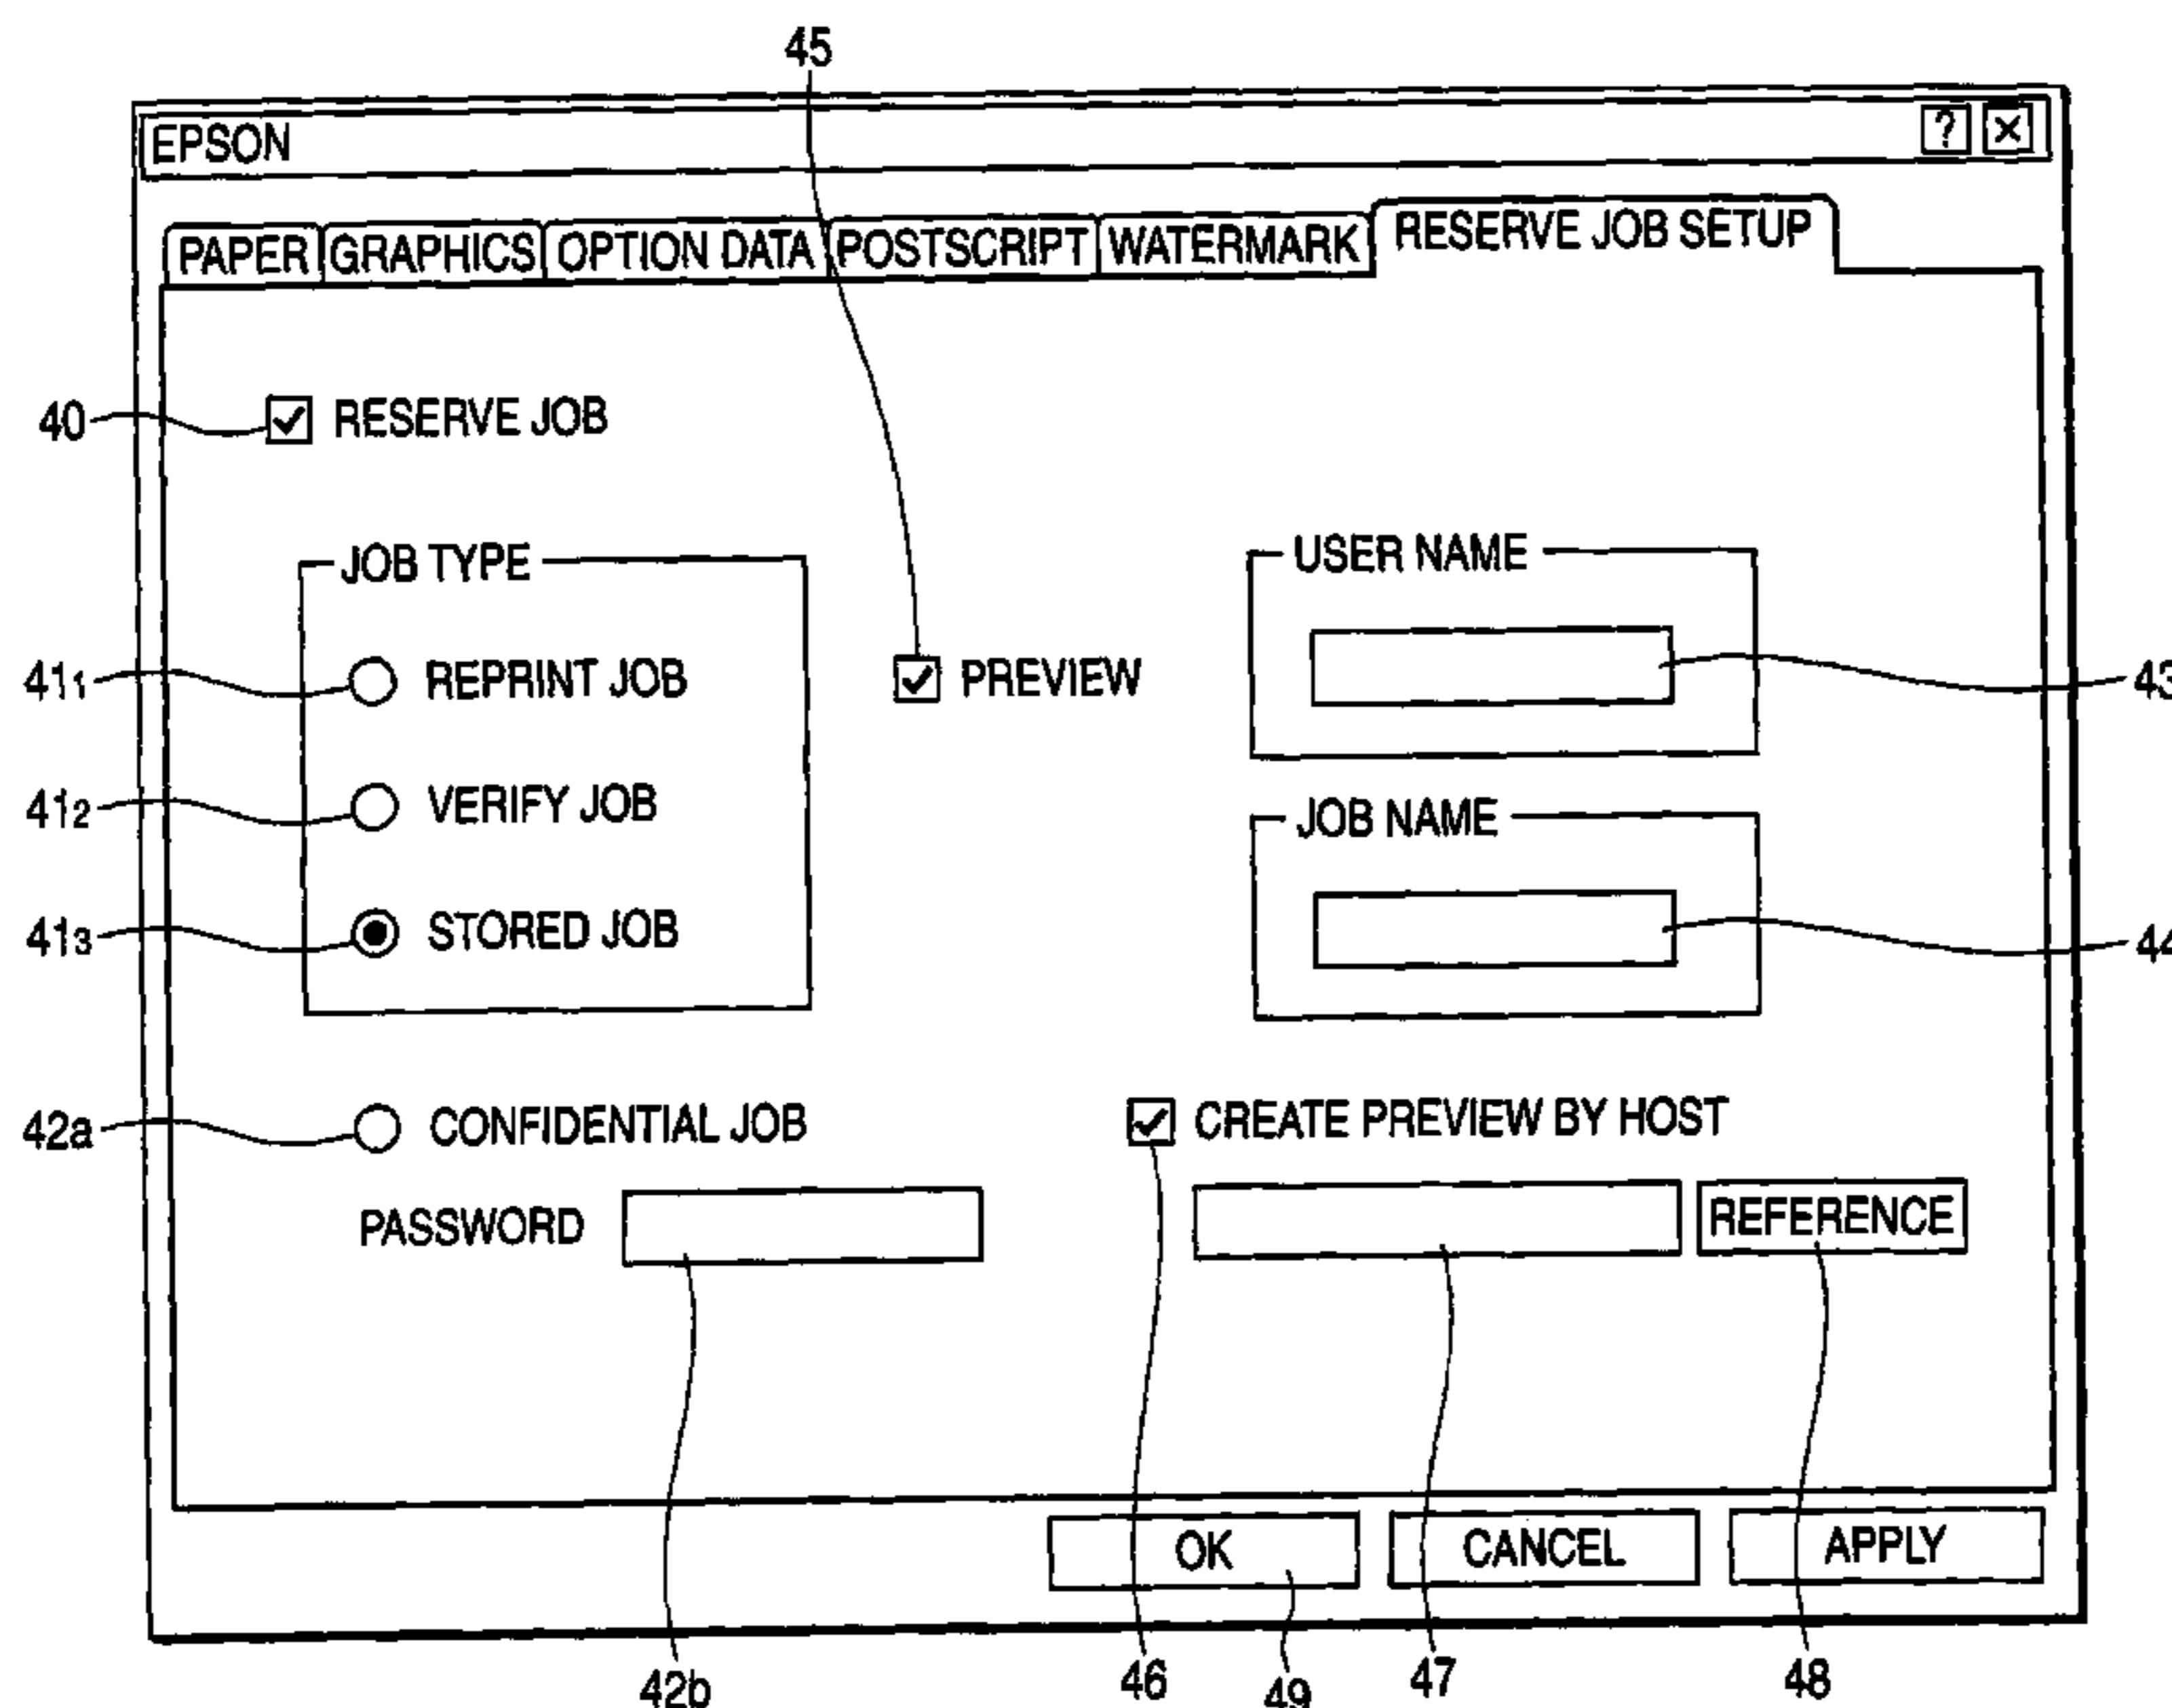 45
EPSON ? ×
PAPER GRAPHICS OPTION DATA POSTSCRIPT WATERMARK RESERVE JOB SETUP
40 RESERVE JOB
JOB TYPE USER NAME
41₁ REPRINT JOB PREVIEW 43
41₂ VERIFY JOB JOB NAME
41₃ STORED JOB 44
42a CONFIDENTIAL JOB CREATE PREVIEW BY HOST
PASSWORD REFERENCE
OK CANCEL APPLY
42b 46 49 47 48